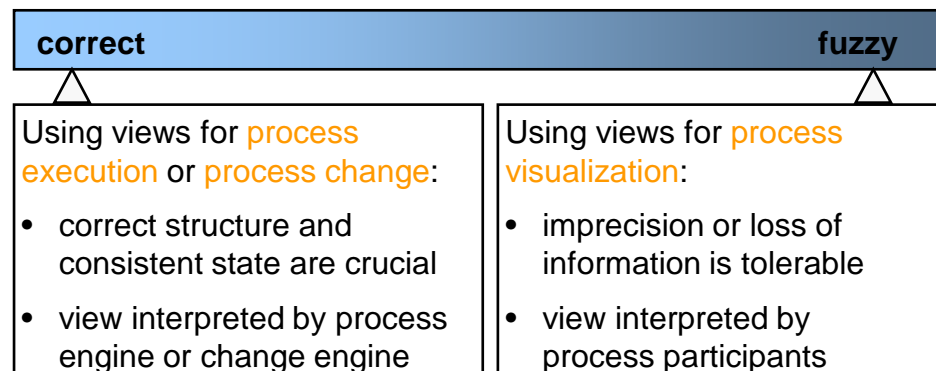 correct fuzzy
Using views for process
execution or process change:
• correct structure and
consistent state are crucial
• view interpreted by process
engine or change engine
Using views for process
visualization:
• imprecision or loss of
information is tolerable
• view interpreted by
process participants